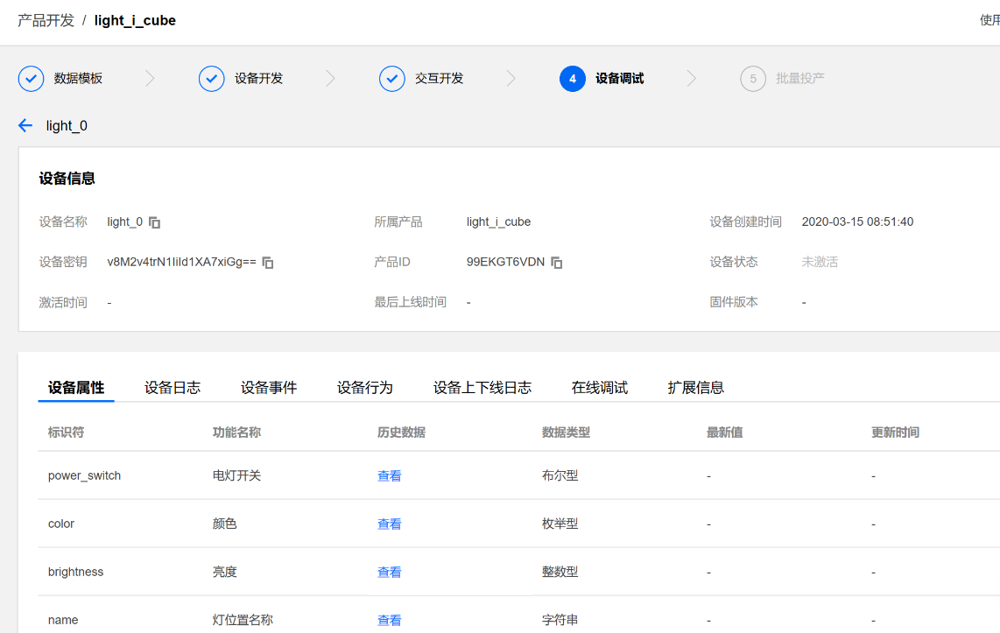 产品开发 / light_i_cube 使用
数据模板 设备开发 交互开发 4 设备调试 5 批量投产
light_0
设备信息
设备名称 light_0 所属产品 light_i_cube 设备创建时间 2020-03-15 08:51:40
设备密钥 v8M2v4trN1IiId1XA7xiGg== 产品ID 99EKGT6VDN 设备状态 未激活
激活时间 - 最后上线时间 - 固件版本 -
设备属性 设备日志 设备事件 设备行为 设备上下线日志 在线调试 扩展信息
标识符 功能名称 历史数据 数据类型 最新值 更新时间
power_switch 电灯开关 查看 布尔型 - -
color 颜色 查看 枚举型 - -
brightness 亮度 查看 整数型 - -
name 灯位置名称 查看 字符串 - -